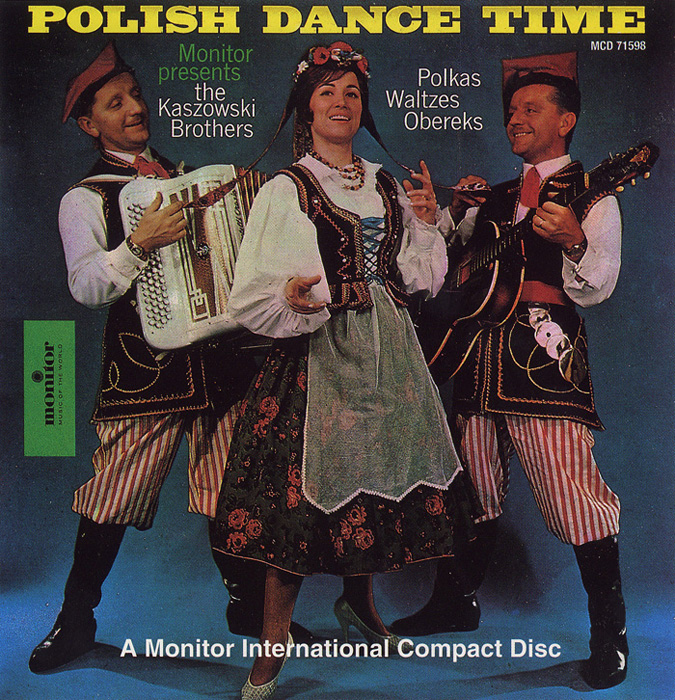 POLISH DANCE TIME
MCD 71598
Monitor
presents
the
Kaszowski
Brothers
Polkas
Waltzes
Obereks
monitor
MUSIC OF THE WORLD
A Monitor International Compact Disc